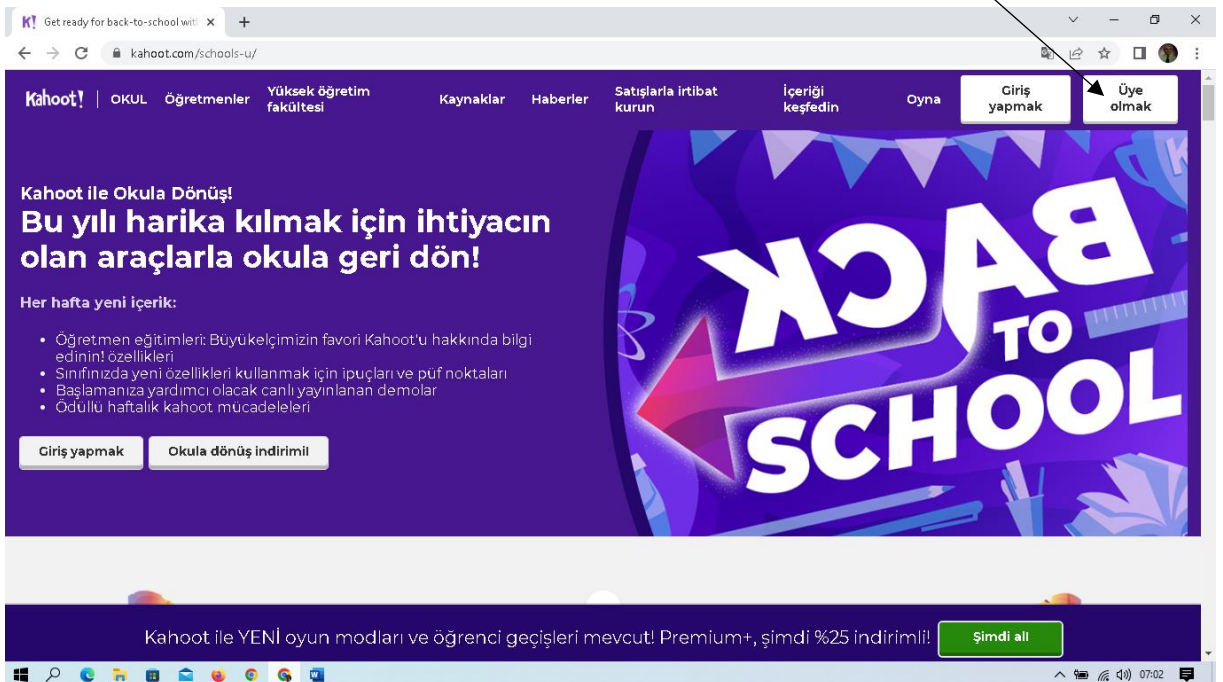 K! Get ready for back-to-school wit
kahoot.com/schools-u/
Kahoot! | OKUL Öğretmenler Yüksek öğretim fakültesi Kaynaklar Haberler Satışlarla irtibat kurun İçeriği keşfedin Oyna Giriş yapmak Üye olmak
Kahoot ile Okula Dönüş!
Bu yılı harika kılmak için ihtiyacın
olan araçlarla okula geri dön!
Her hafta yeni içerik:
• Öğretmen eğitimleri: Büyükelçimizin favori Kahoot'u hakkında bilgi
edinin! özellikleri
• Sınıfınızda yeni özellikleri kullanmak için ipuçları ve püf noktaları
• Başlamanıza yardımcı olacak canlı yayınlanan demolar
• Ödüllü haftalık kahoot mücadeleleri
Giriş yapmak Okula dönüş indirimi!
BACK
TO
SCHOOL
Kahoot ile YENİ oyun modları ve öğrenci geçişleri mevcut! Premium+, şimdi %25 indirimli! Şimdi al!
07:02